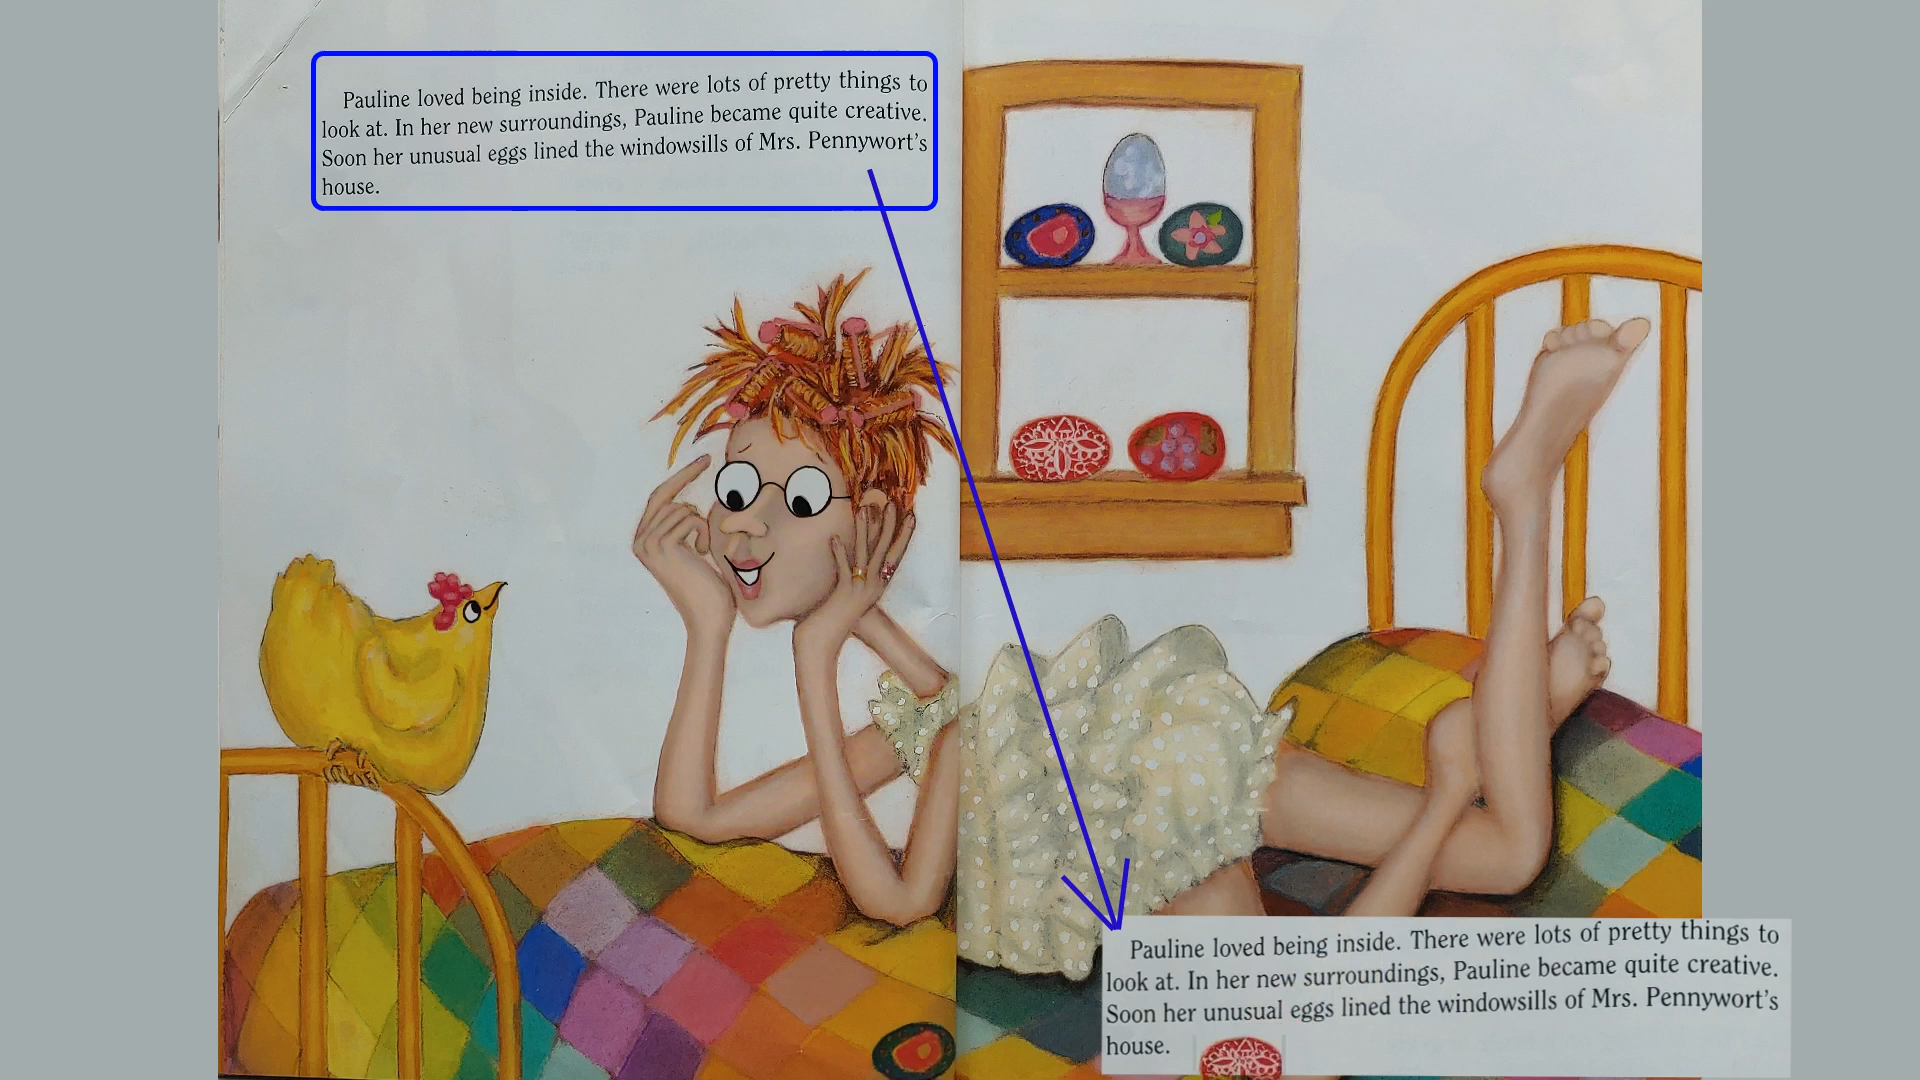 Pauline loved being inside. There were lots of pretty things to
look at. In her new surroundings, Pauline became quite creative.
Soon her unusual eggs lined the windowsills of Mrs. Pennywort's
house.
Pauline loved being inside. There were lots of pretty things to
look at. In her new surroundings, Pauline became quite creative.
Soon her unusual eggs lined the windowsills of Mrs. Pennywort's
house.